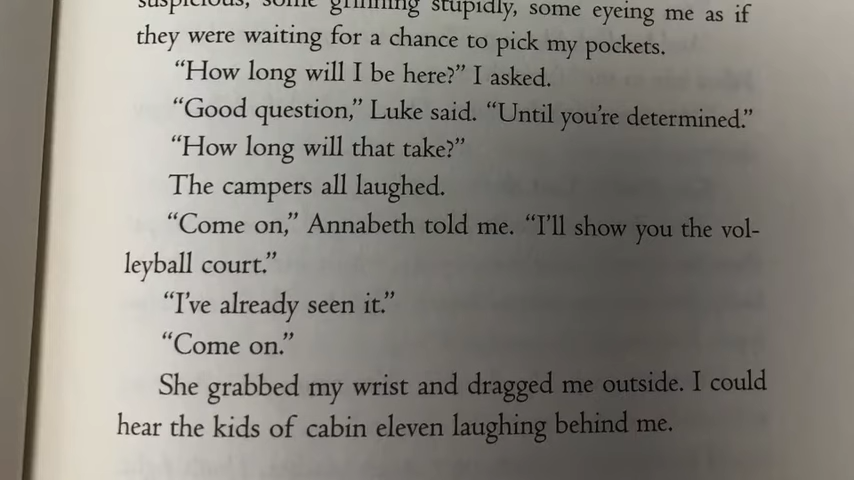 suspicious, some grinning stupidly, some eyeing me as if
they were waiting for a chance to pick my pockets.
“How long will I be here?” I asked.
“Good question,” Luke said. “Until you’re determined.”
“How long will that take?”
The campers all laughed.
“Come on,” Annabeth told me. “I’ll show you the vol-
leyball court.”
“I’ve already seen it.”
“Come on.”
She grabbed my wrist and dragged me outside. I could
hear the kids of cabin eleven laughing behind me.